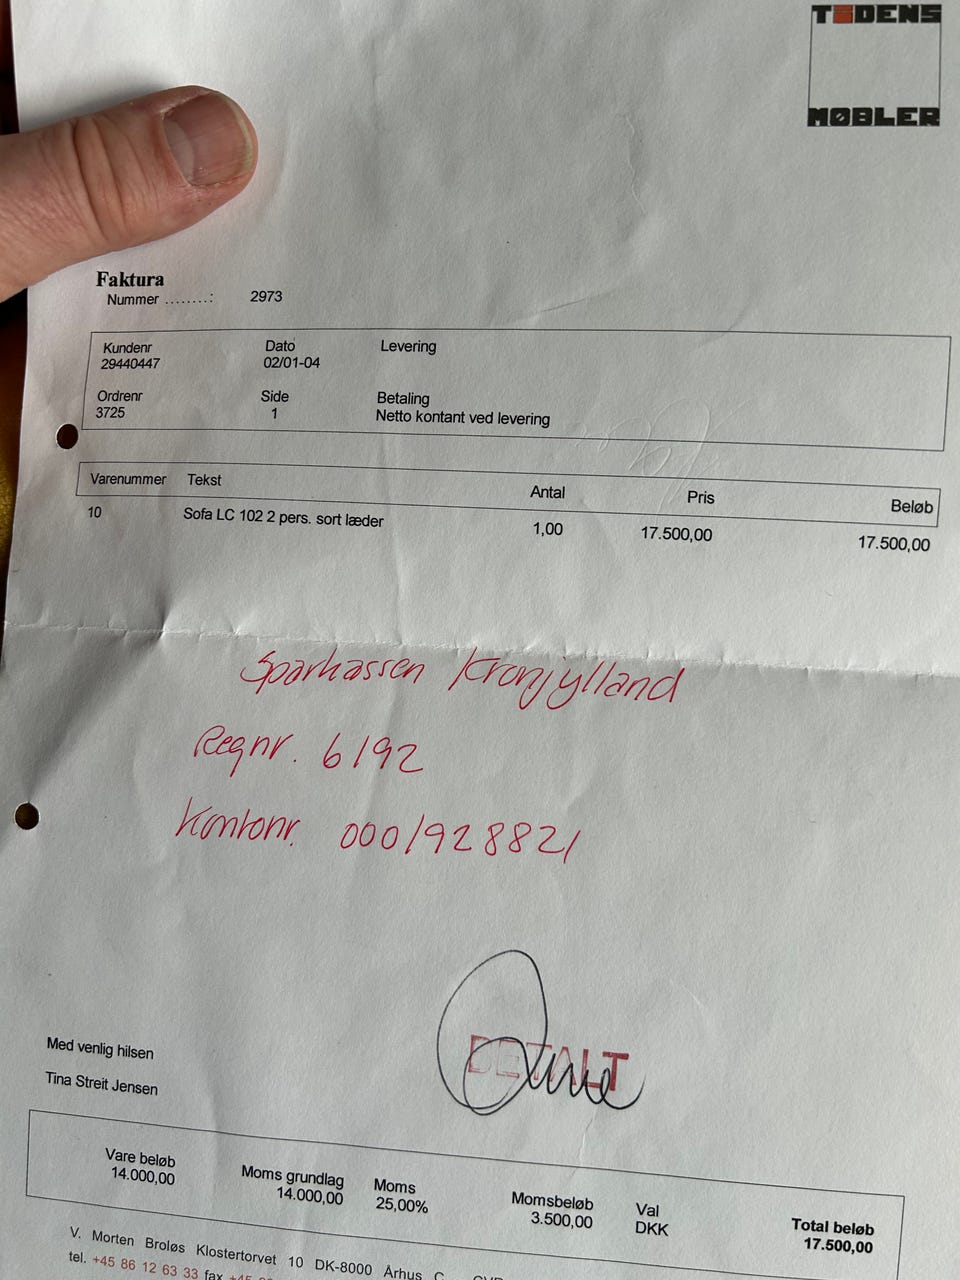 TIDENS
MØBLER
Faktura
Nummer ........: 2973
Kundenr Dato Levering
29440447 02/01-04
Ordrenr Side Betaling
3725 1 Netto kontant ved levering
Varenummer Tekst Antal Pris Beløb
10 Sofa LC 102 2 pers. sort læder 1,00 17.500,00 17.500,00
Sparkassen Kronjylland
Regnr. 6192
Kontonr. 0001928821
BETALT
Med venlig hilsen
Tina Streit Jensen
Vare beløb Moms grundlag Moms Momsbeløb Val Total beløb
14.000,00 14.000,00 25,00% 3.500,00 DKK 17.500,00
V. Morten Broløs Klostertorvet 10 DK-8000 Århus C
tel. +45 86 12 63 33 fax +45